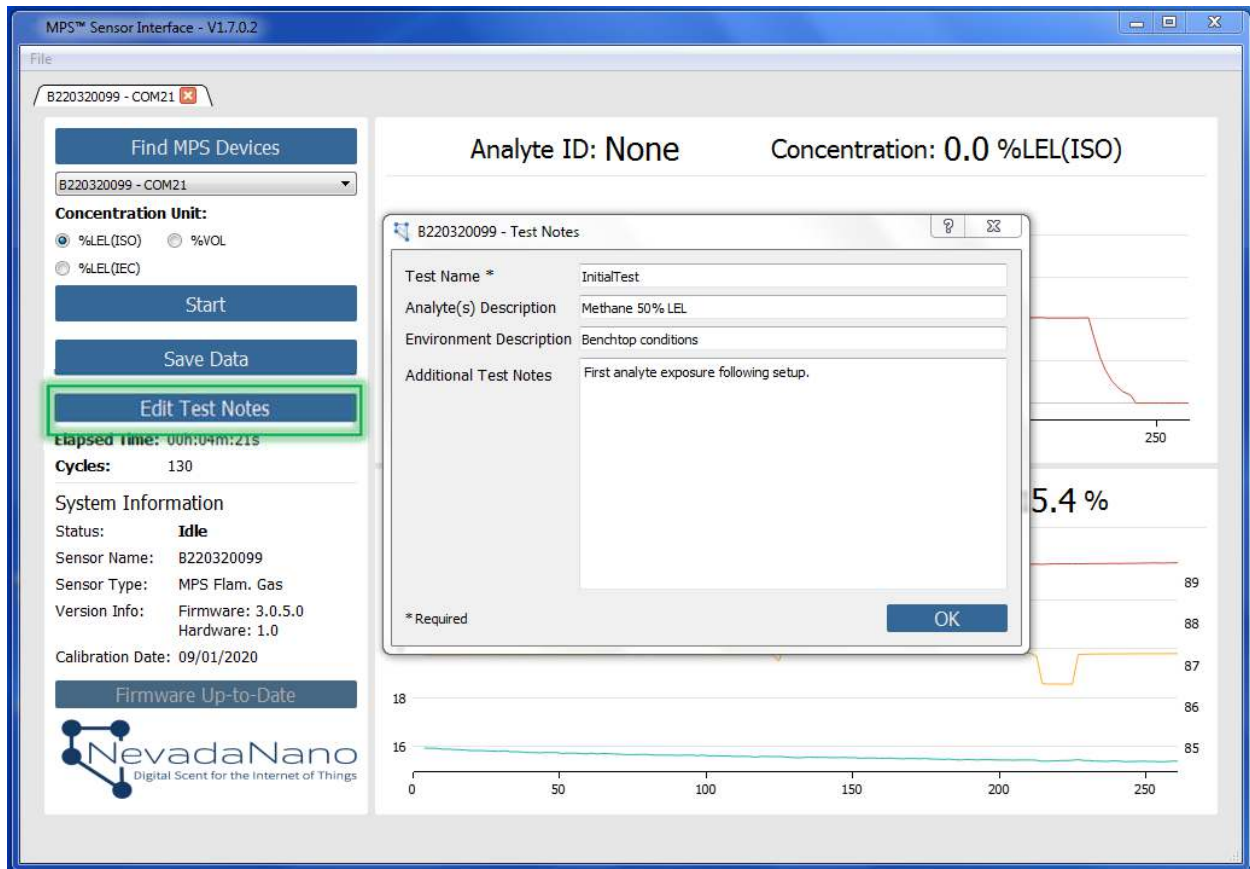 MPS™ Sensor Interface - V1.7.0.2
File
B220320099 - COM21
Find MPS Devices
B220320099 - COM21
Concentration Unit:
%LEL(ISO) %VOL
%LEL(IEC)
Start
Save Data
Edit Test Notes
Elapsed Time: 00h:04m:21s
Cycles: 130
System Information
Status: Idle
Sensor Name: B220320099
Sensor Type: MPS Flam. Gas
Version Info: Firmware: 3.0.5.0
Hardware: 1.0
Calibration Date: 09/01/2020
Firmware Up-to-Date
NevadaNano
Digital Scent for the Internet of Things
Analyte ID: None Concentration: 0.0 %LEL(ISO)
B220320099 - Test Notes
Test Name * InitialTest
Analyte(s) Description Methane 50% LEL
Environment Description Benchtop conditions
Additional Test Notes First analyte exposure following setup.
* Required OK
250
5.4 %
89
88
87
18 86
16 85
0 50 100 150 200 250